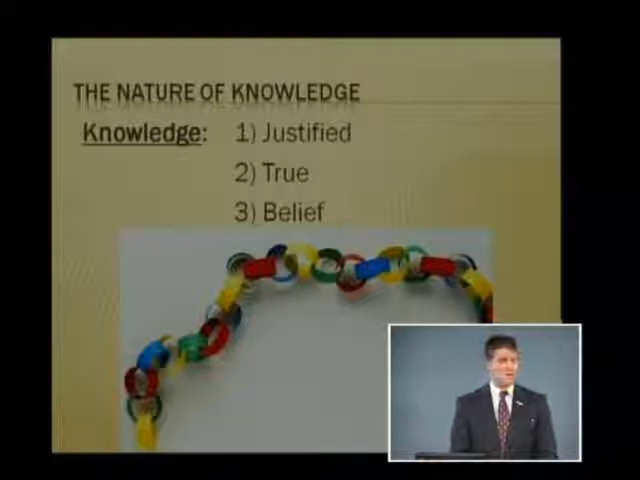 THE NATURE OF KNOWLEDGE
Knowledge: 1) Justified
2) True
3) Belief